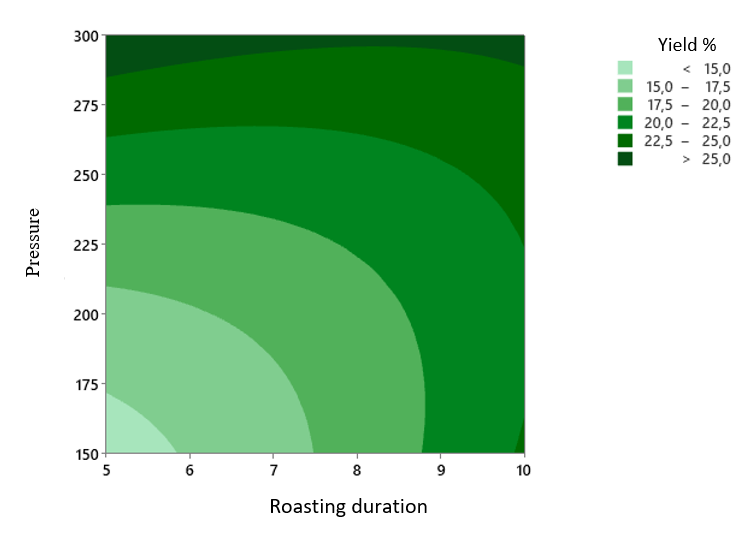 Yield %
< 15,0
15,0 – 17,5
17,5 – 20,0
20,0 – 22,5
22,5 – 25,0
> 25,0
Pressure
300
275
250
225
200
175
150
5 6 7 8 9 10
Roasting duration